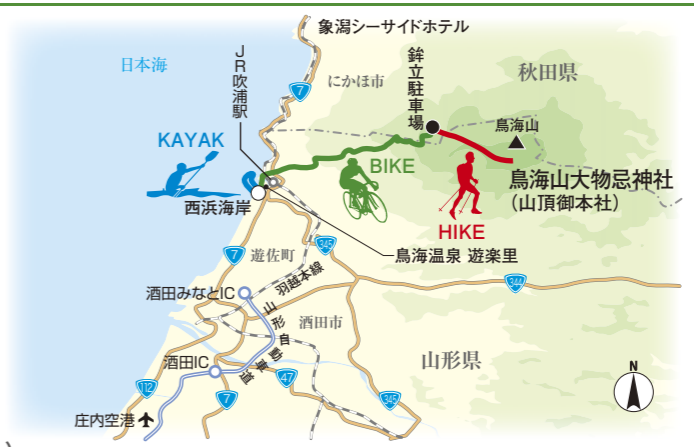 象潟シーサイドホテル
日本海
JR吹浦駅
7
にかほ市
鉾立駐車場
秋田県
鳥海山
KAYAK
BIKE
西浜海岸
HIKE
鳥海山大物忌神社
(山頂御本社)
7
遊佐町
345
鳥海温泉 遊楽里
羽越本線
344
酒田みなとIC
山形自動車道
酒田市
酒田IC
山形県
112
7
47
345
庄内空港
N